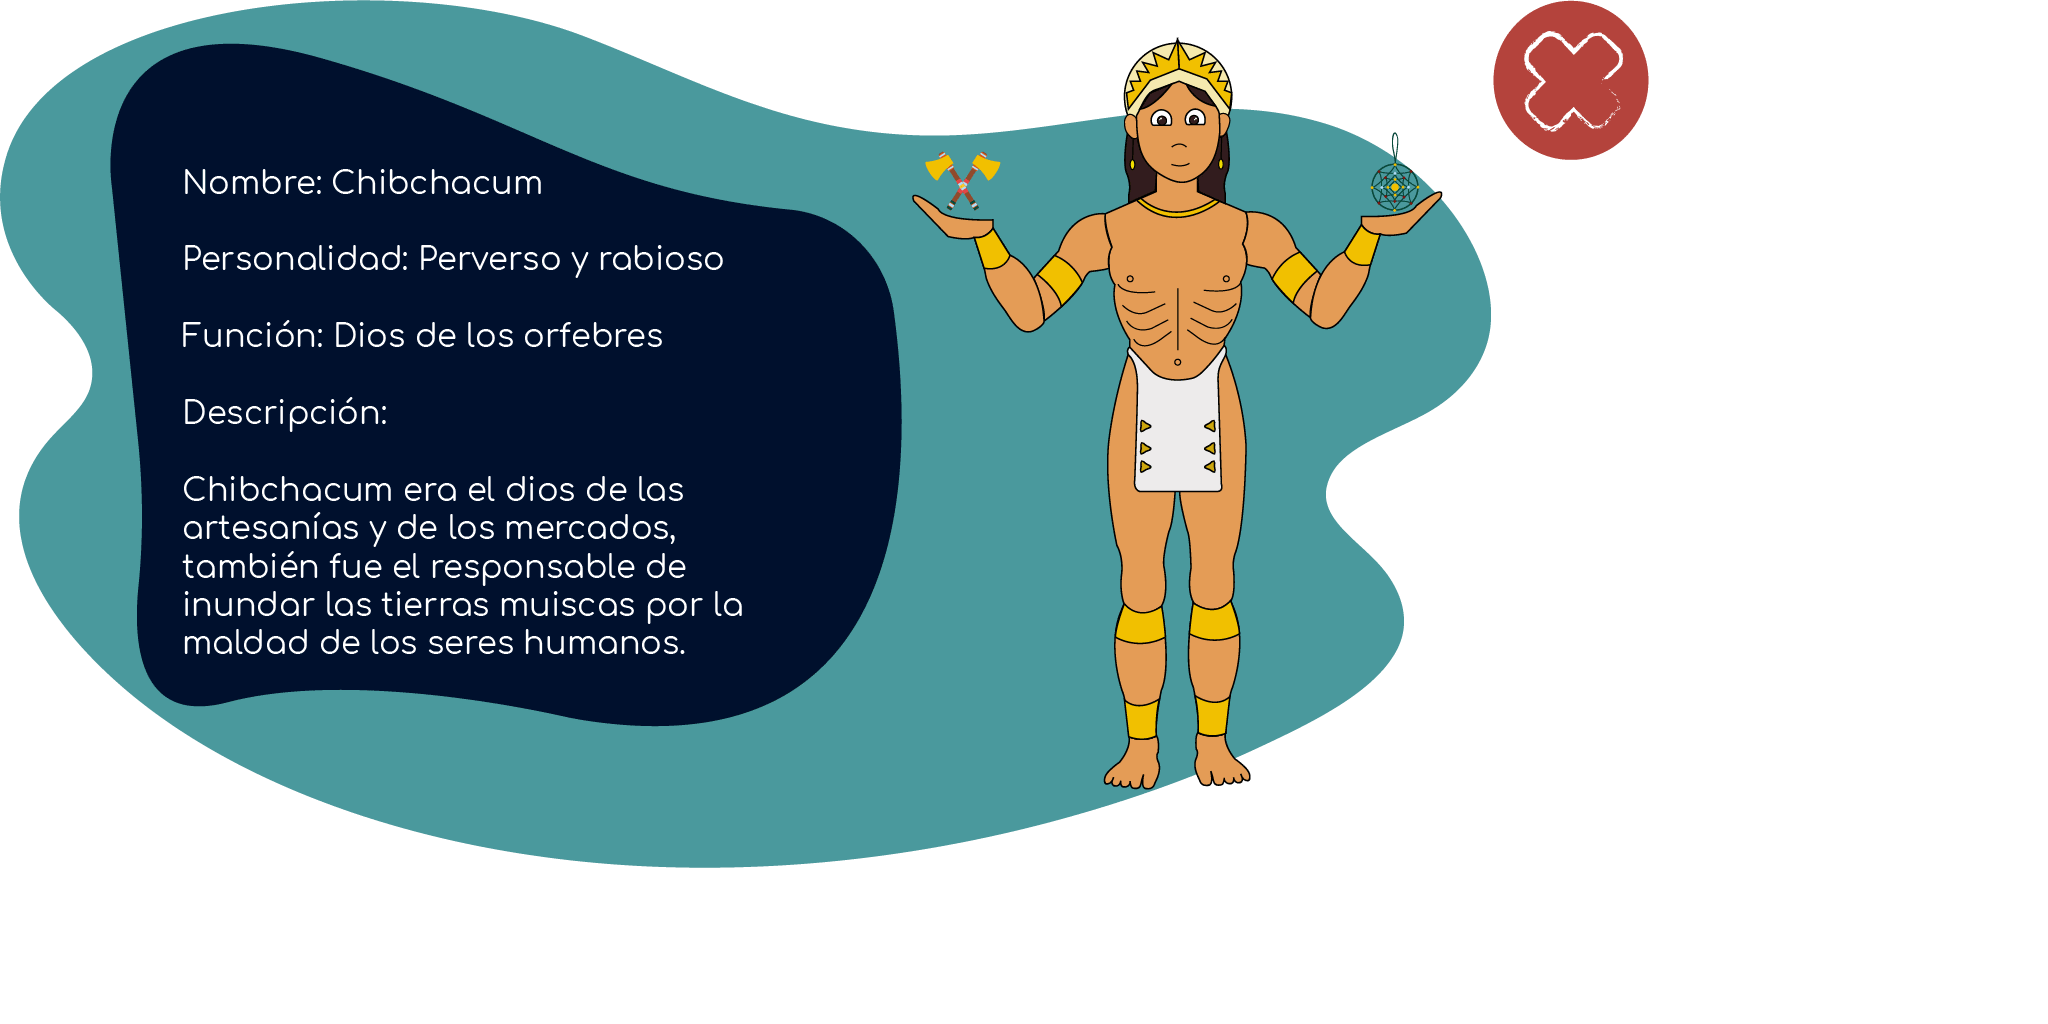 Nombre: Chibchacum
Personalidad: Perverso y rabioso
Función: Dios de los orfebres
Descripción:
Chibchacum era el dios de las
artesanías y de los mercados,
también fue el responsable de
inundar las tierras muiscas por la
maldad de los seres humanos.